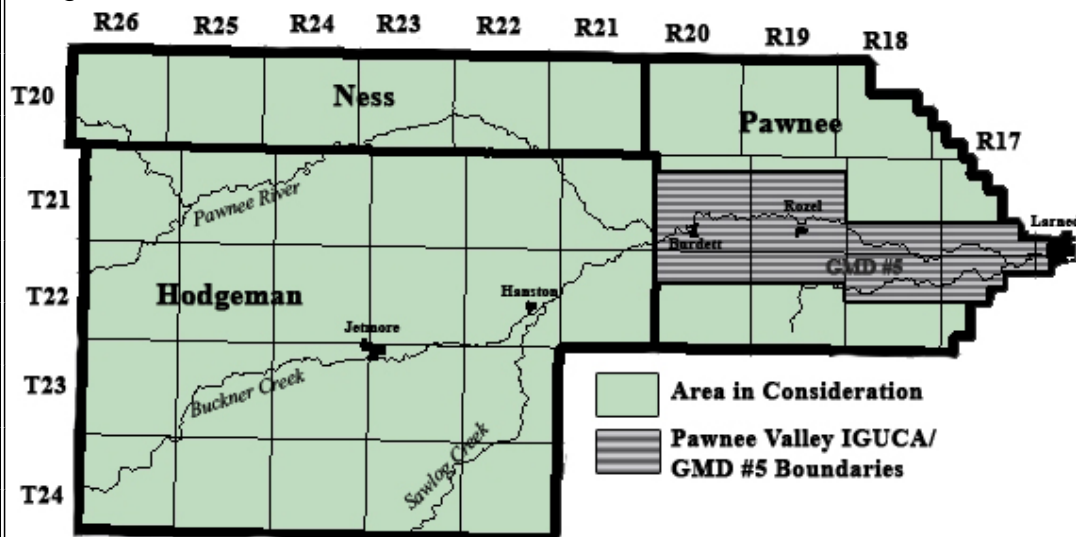 R26 R25 R24 R23 R22 R21 R20 R19 R18
T20
Ness
Pawnee
R17
T21
Pawnee River
Rozel
Larned
Burdett
GMD #5
T22
Hodgeman
Hanston
Jetmore
T23
Buckner Creek
Area in Consideration
Sawlog Creek
Pawnee Valley IGUCA/
GMD #5 Boundaries
T24